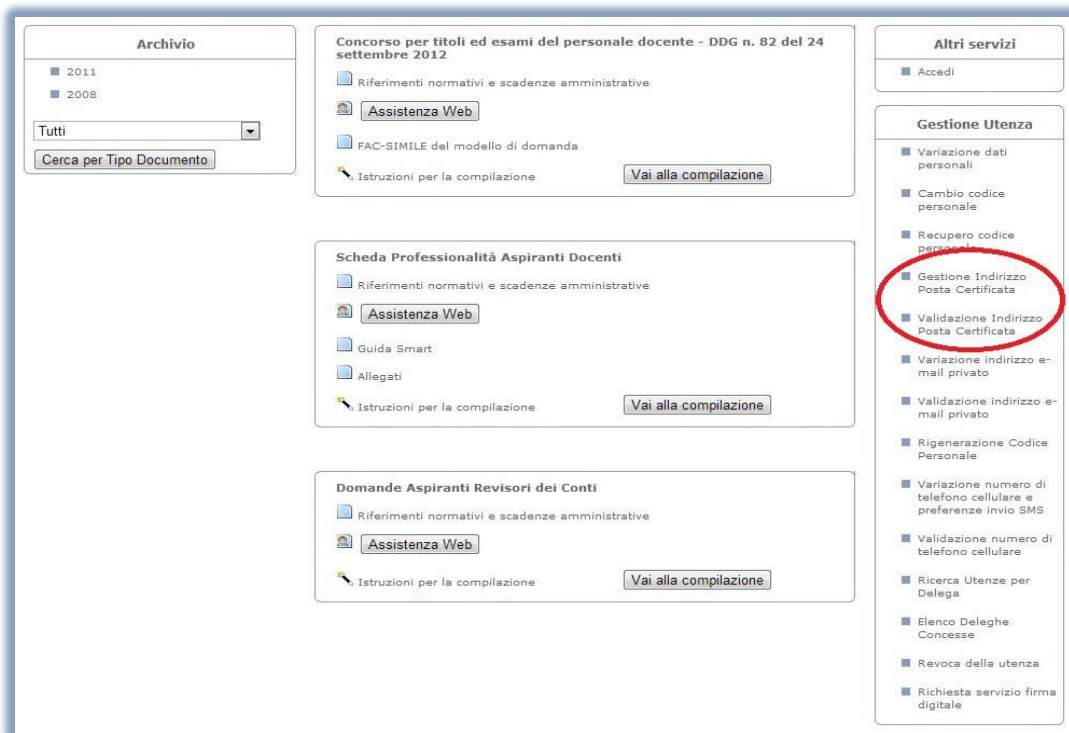 Archivio
2011
2008
Tutti
Cerca per Tipo Documento
Concorso per titoli ed esami del personale docente - DDG n. 82 del 24
settembre 2012
Riferimenti normativi e scadenze amministrative
Assistenza Web
FAC-SIMILE del modello di domanda
Istruzioni per la compilazione Vai alla compilazione
Scheda Professionalità Aspiranti Docenti
Riferimenti normativi e scadenze amministrative
Assistenza Web
Guida Smart
Allegati
Istruzioni per la compilazione Vai alla compilazione
Domande Aspiranti Revisori dei Conti
Riferimenti normativi e scadenze amministrative
Assistenza Web
Istruzioni per la compilazione Vai alla compilazione
Altri servizi
Accedi
Gestione Utenza
Variazione dati
personali
Cambio codice
personale
Recupero codice
personale
Gestione Indirizzo
Posta Certificata
Validazione Indirizzo
Posta Certificata
Variazione indirizzo e-
mail privato
Validazione indirizzo e-
mail privato
Rigenerazione Codice
Personale
Variazione numero di
telefono cellulare e
preferenze invio SMS
Validazione numero di
telefono cellulare
Ricerca Utenze per
Delega
Elenco Deleghe
Concesse
Revoca della utenza
Richiesta servizio firma
digitale